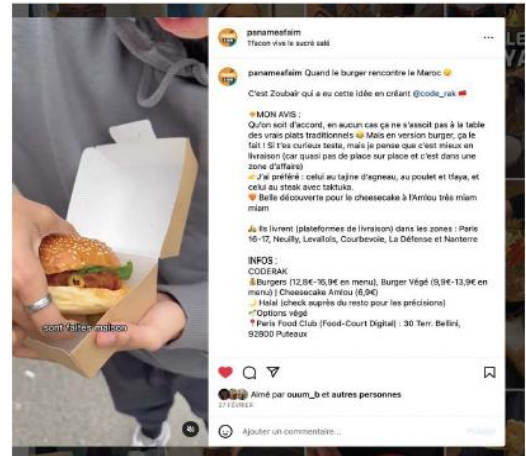 panameafaim
Tfacon vive le sucré salé
panameafaim Quand le burger rencontre le Maroc
C'est Zoubair qui a eu cette idée en créant @code_rak
MON AVIS :
Qu'on soit d'accord, en aucun cas ça ne s'assoit pas à la table
des vrais plats traditionnels Mais en version burger, ça le
fait ! Si t'es curieux teste, mais je pense que c'est mieux en
livraison (car quasi pas de place sur place et c'est dans une
zone d'affaire)
J'ai préféré : celui au tajine d'agneau, au poulet et tfaya, et
celui au steak avec taktuka.
Belle découverte pour le cheesecake à l'Amlou très miam
miam
Ils livrent (plateformes de livraison) dans les zones : Paris
16-17, Neuilly, Levallois, Courbevoie, La Défense et Nanterre
INFOS :
CODERAK
Burgers (12,8€-16,9€ en menu), Burger Végé (9,9€-13,9€ en
menu) | Cheesecake Amlou (6,9€)
Halal (check auprès du resto pour les précisions)
Options végé
Paris Food Club (Food-Court Digital) : 30 Terr. Bellini,
92800 Puteaux
sont faites maison
Aimé par ouum_b et autres personnes
27 FÉVRIER
Ajouter un commentaire...
Publier